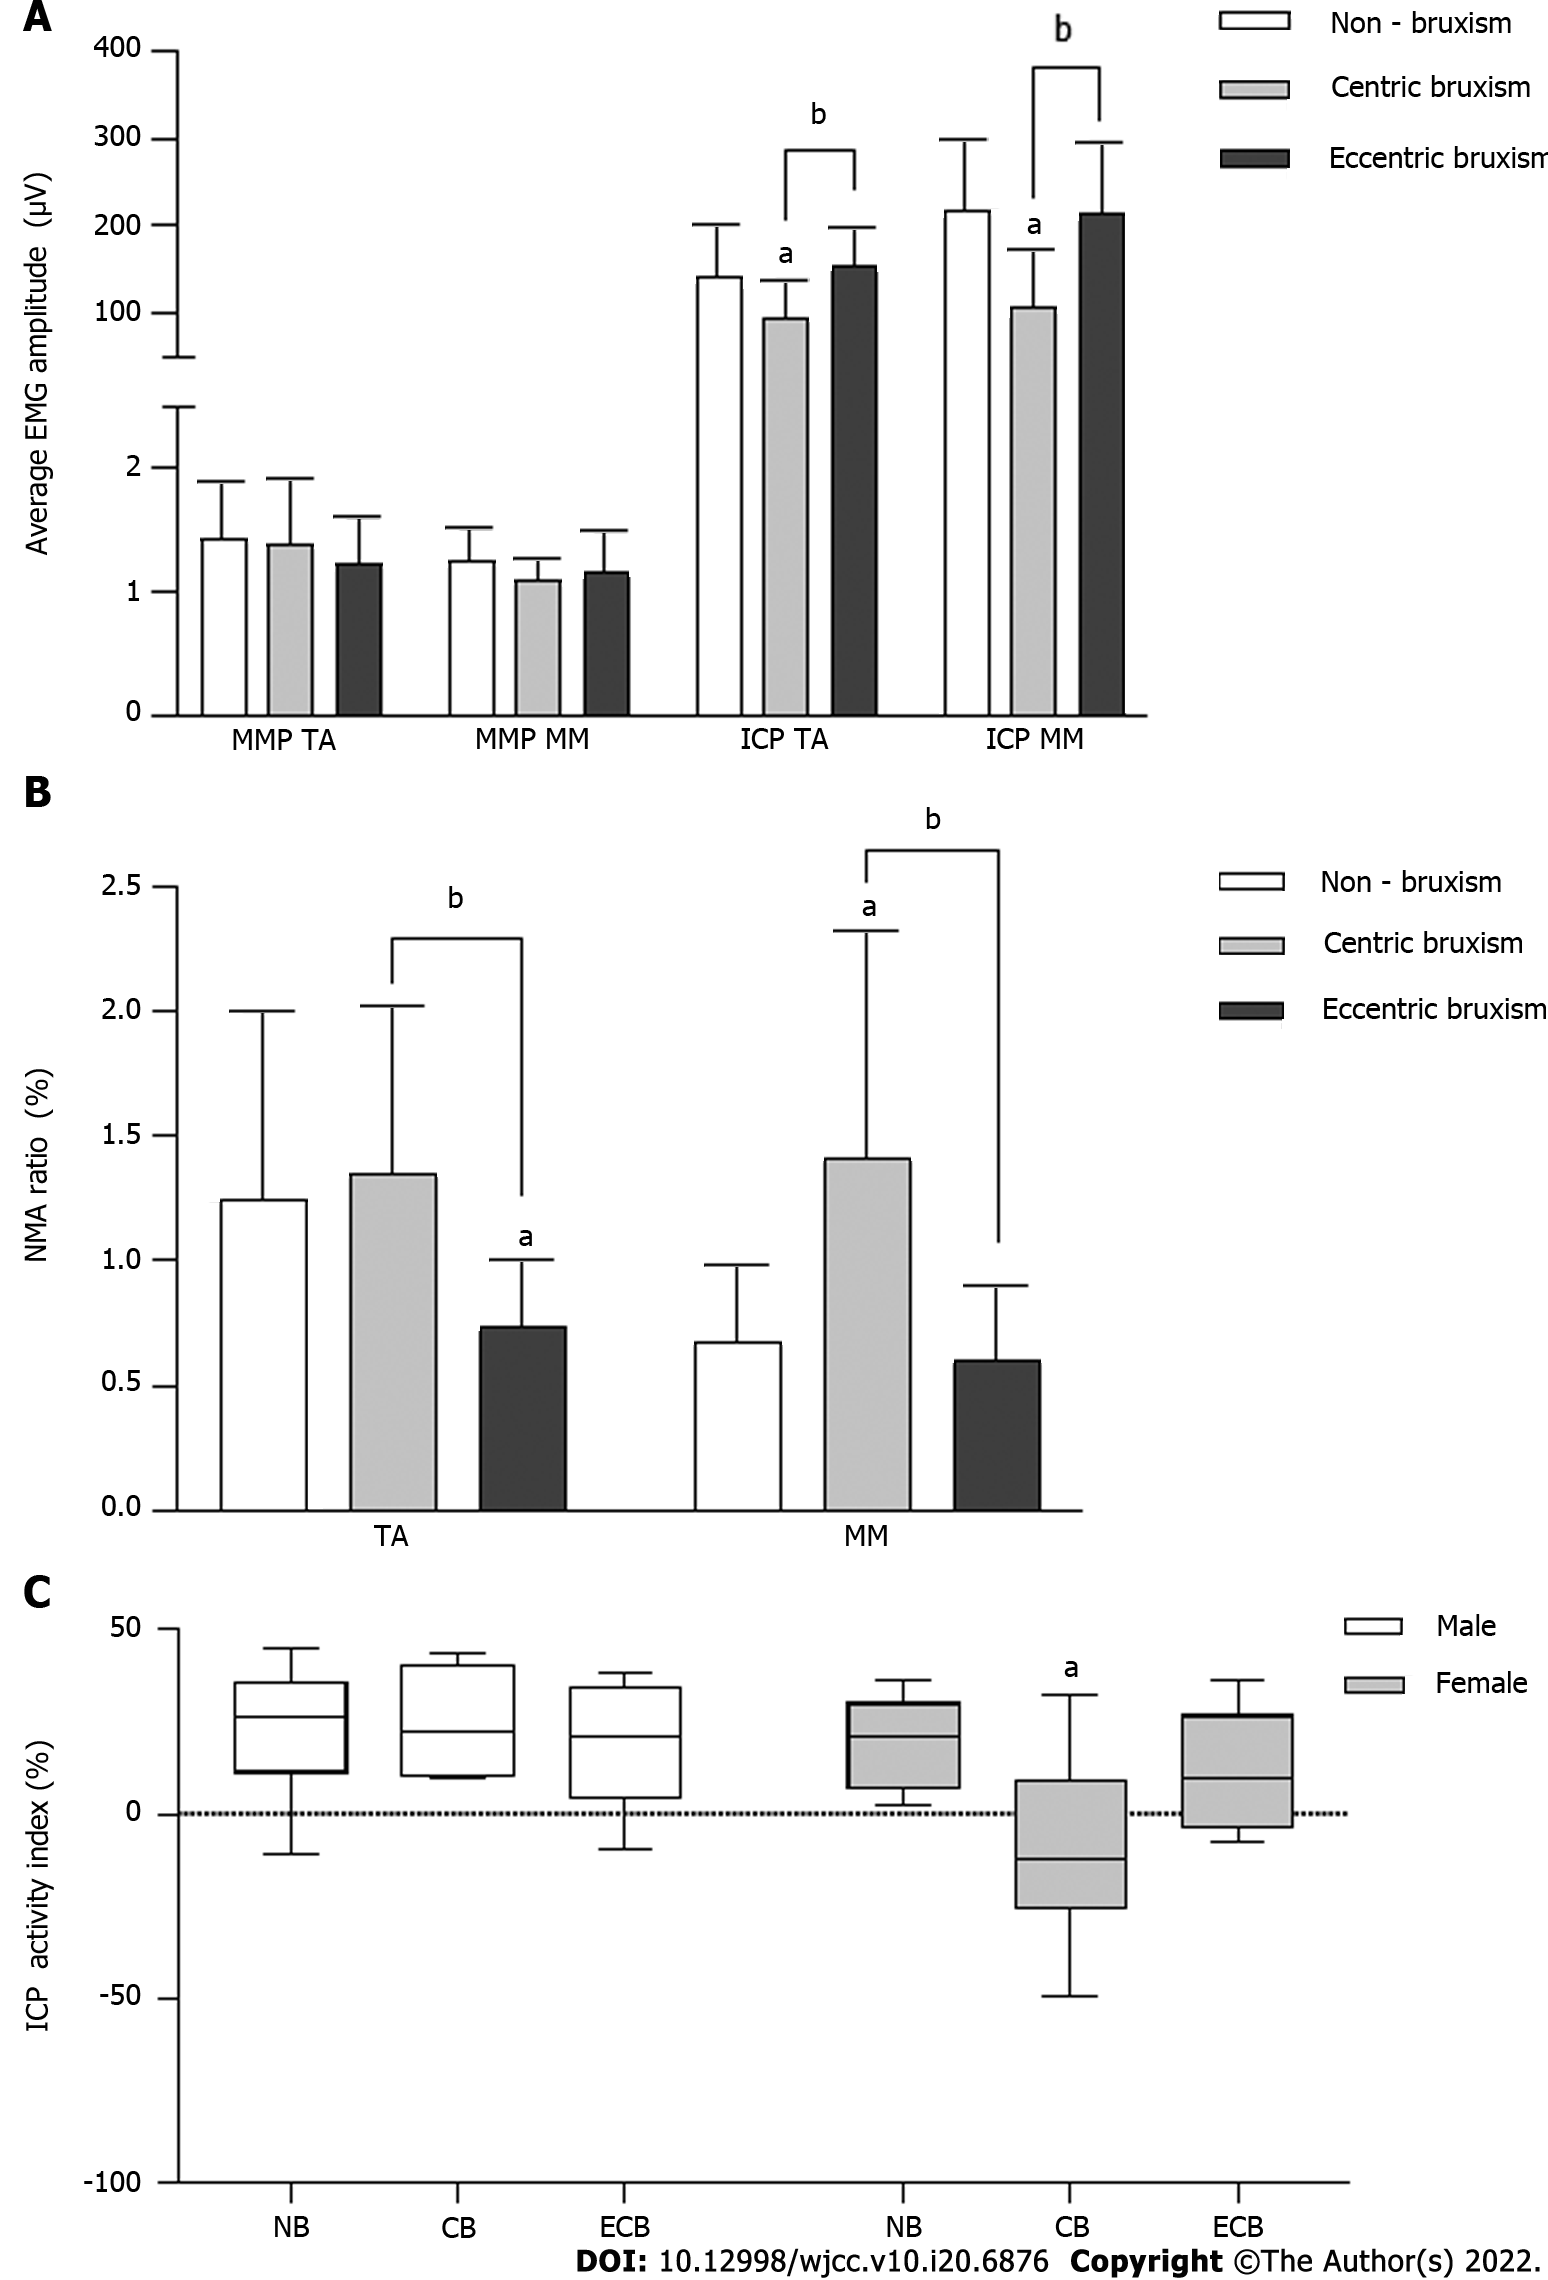 A
Average EMG amplitude (μV)
400
300
200
100
2
1
0
b
a
b
a
MMP TA
MMP MM
ICP TA
ICP MM
Non - bruxism
Centric bruxism
Eccentric bruxism
B
NMA ratio (%)
2.5
2.0
1.5
1.0
0.5
0.0
b
a
b
a
TA
MM
Non - bruxism
Centric bruxism
Eccentric bruxism
C
ICP activity index (%)
50
0
-50
-100
a
NB
CB
ECB
NB
CB
ECB
Male
Female
DOI: 10.12998/wjcc.v10.i20.6876 Copyright ©The Author(s) 2022.